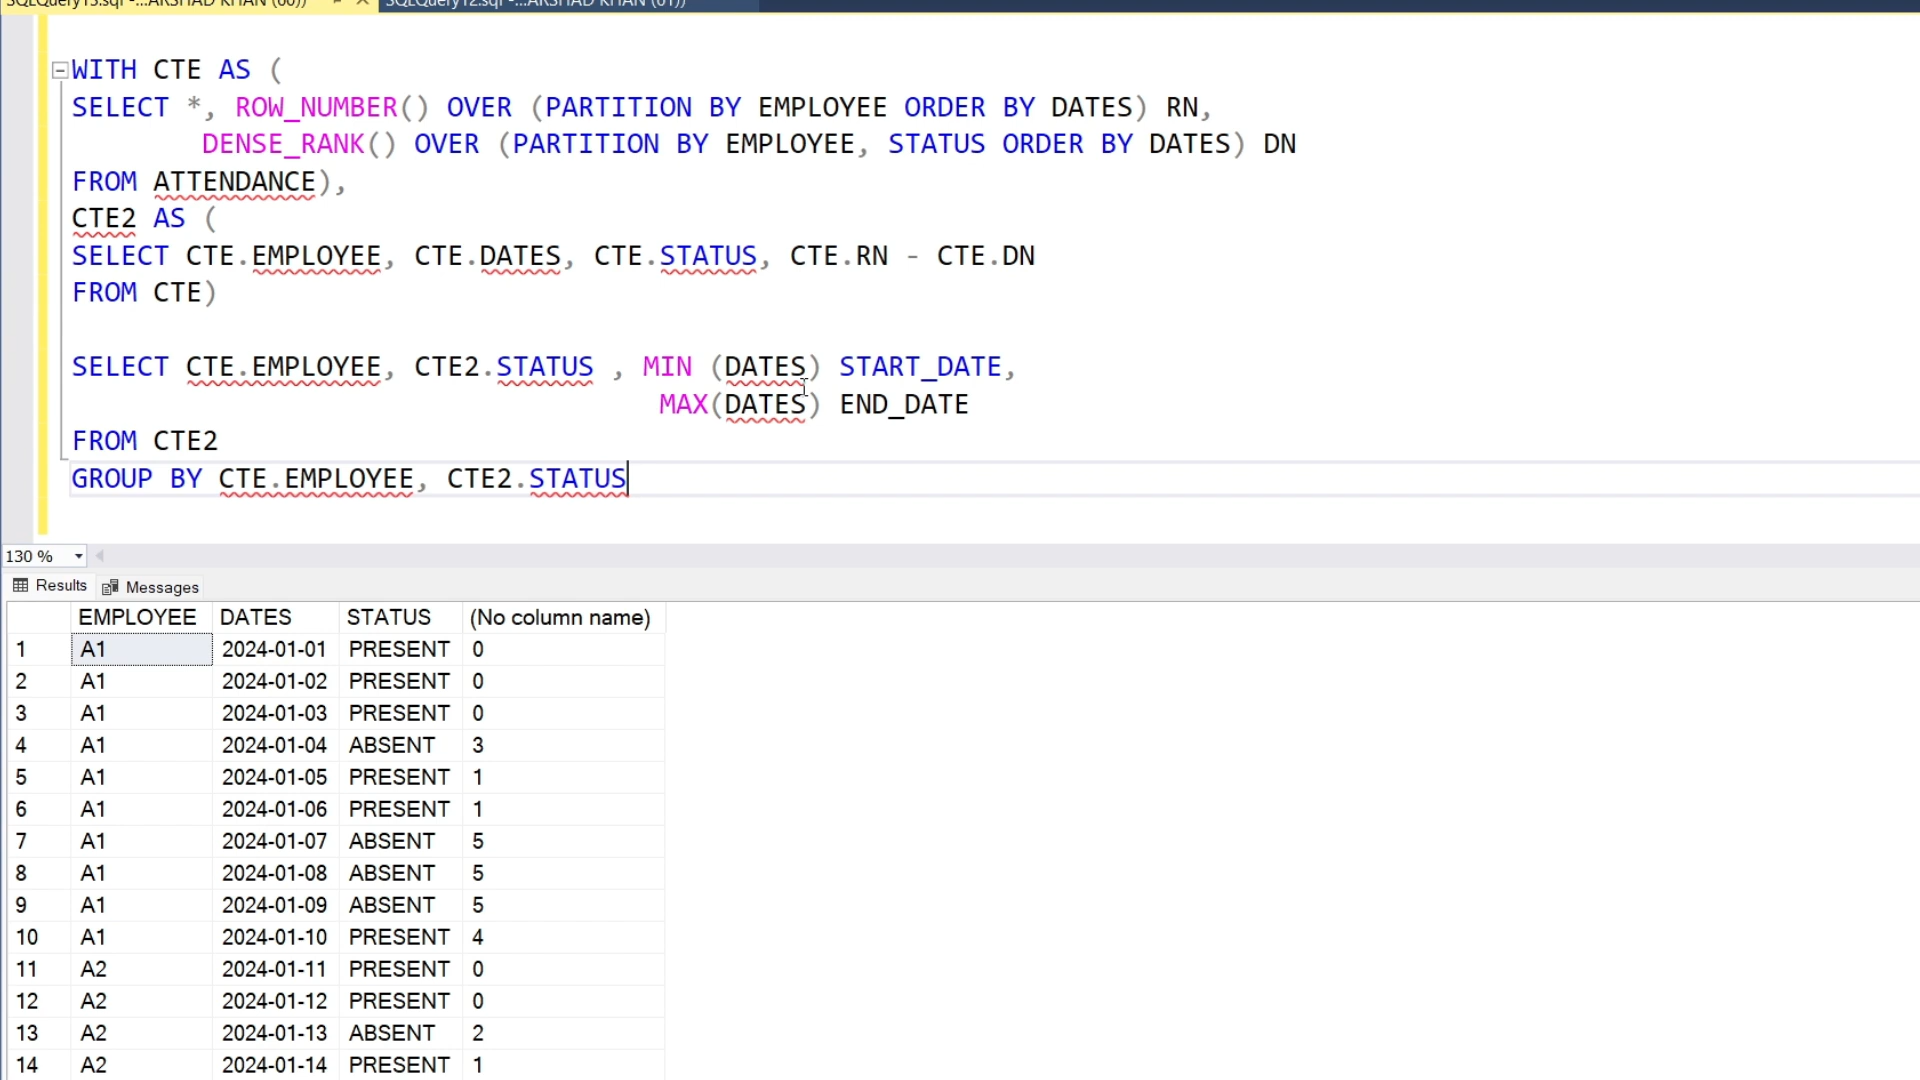 WITH CTE AS (
SELECT *, ROW_NUMBER() OVER (PARTITION BY EMPLOYEE ORDER BY DATES) RN,
DENSE_RANK() OVER (PARTITION BY EMPLOYEE, STATUS ORDER BY DATES) DN
FROM ATTENDANCE),
CTE2 AS (
SELECT CTE.EMPLOYEE, CTE.DATES, CTE.STATUS, CTE.RN - CTE.DN
FROM CTE)
SELECT CTE.EMPLOYEE, CTE2.STATUS , MIN (DATES) START_DATE,
MAX(DATES) END_DATE
FROM CTE2
GROUP BY CTE.EMPLOYEE, CTE2.STATUS
130 %
Results Messages
EMPLOYEE DATES STATUS (No column name)
1 A1 2024-01-01 PRESENT 0
2 A1 2024-01-02 PRESENT 0
3 A1 2024-01-03 PRESENT 0
4 A1 2024-01-04 ABSENT 3
5 A1 2024-01-05 PRESENT 1
6 A1 2024-01-06 PRESENT 1
7 A1 2024-01-07 ABSENT 5
8 A1 2024-01-08 ABSENT 5
9 A1 2024-01-09 ABSENT 5
10 A1 2024-01-10 PRESENT 4
11 A2 2024-01-11 PRESENT 0
12 A2 2024-01-12 PRESENT 0
13 A2 2024-01-13 ABSENT 2
14 A2 2024-01-14 PRESENT 1